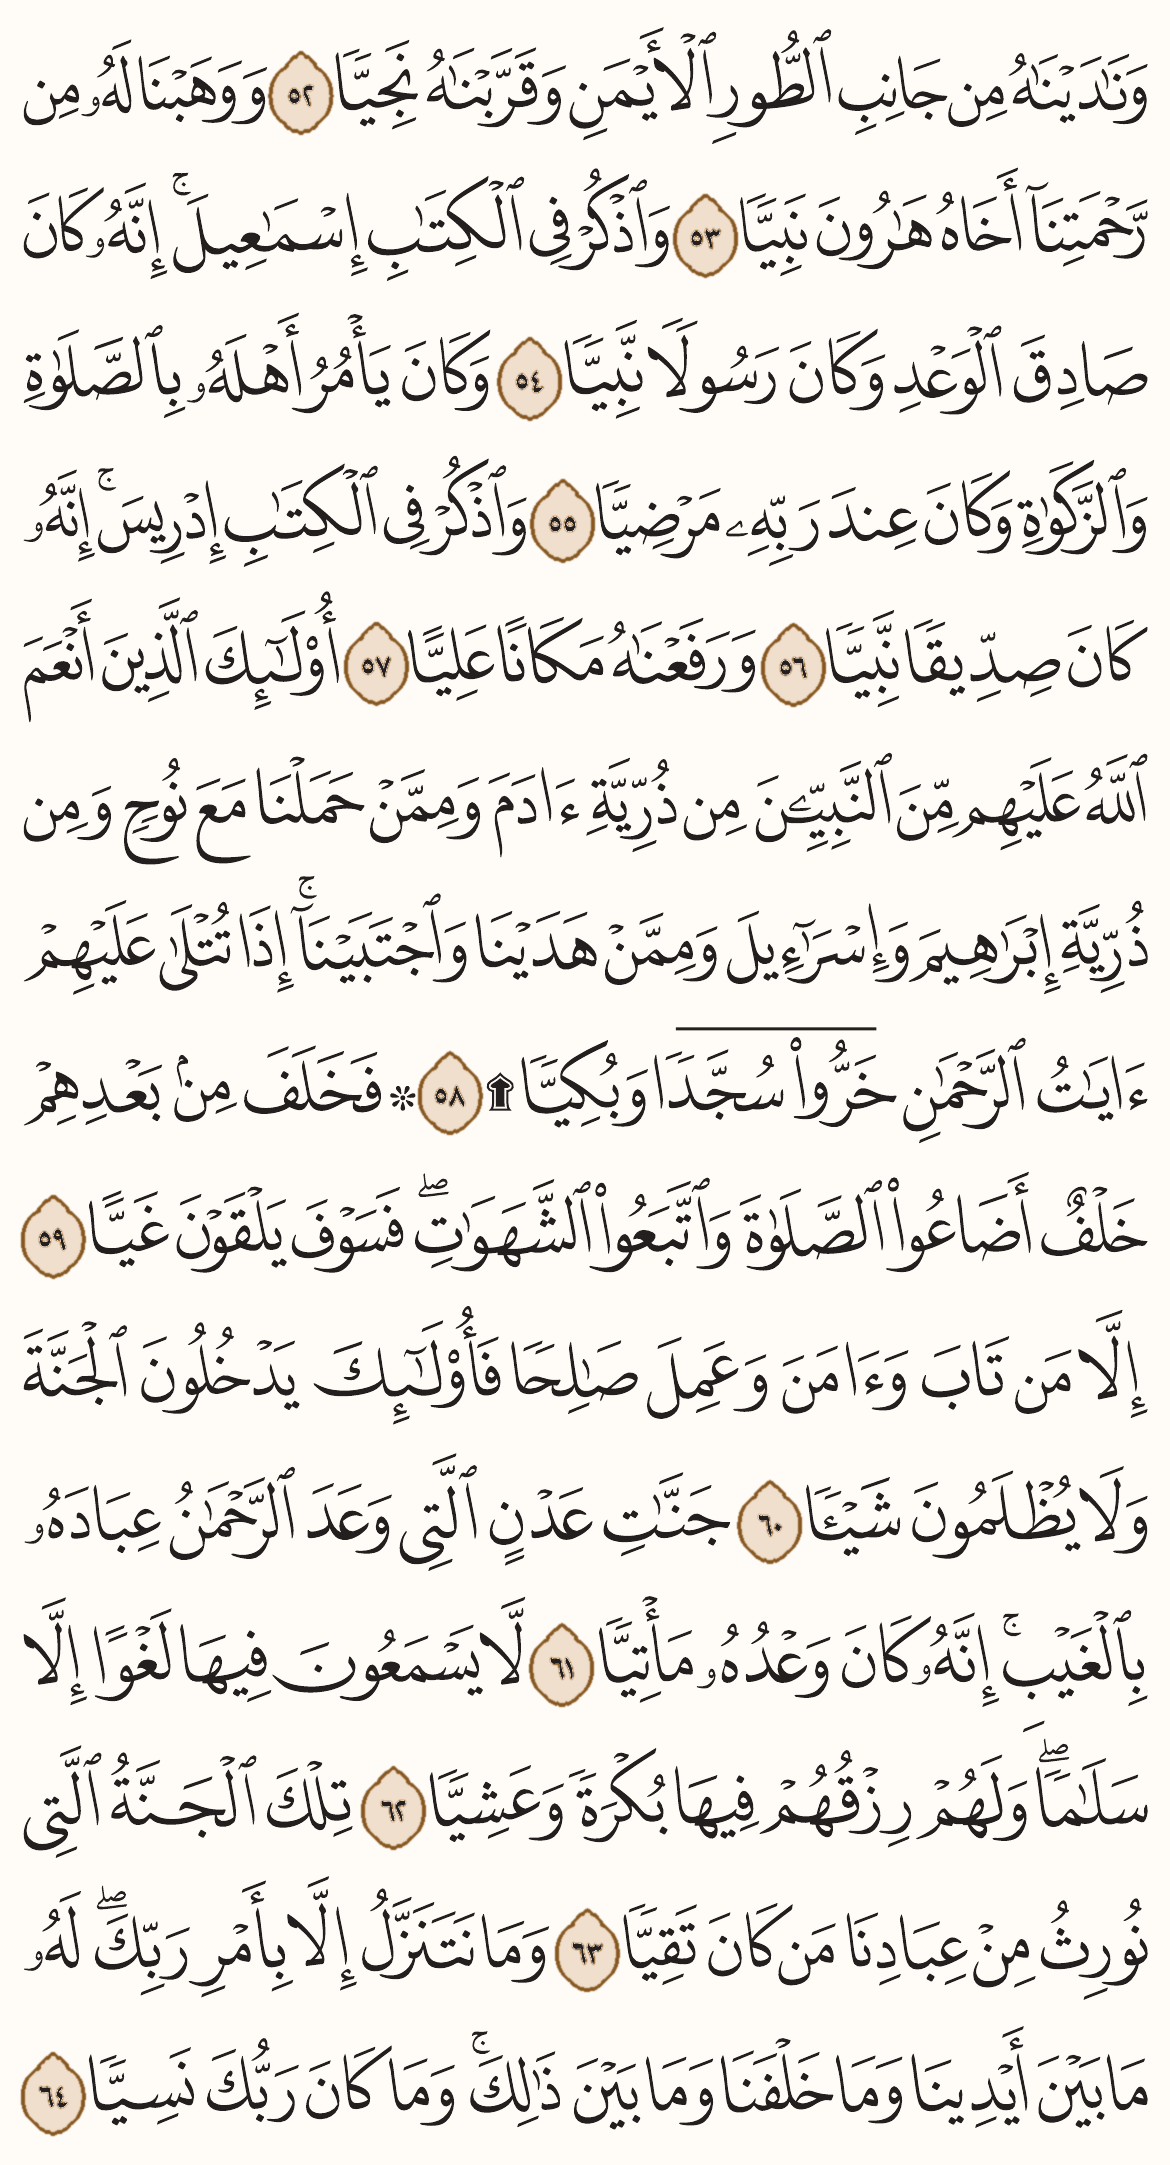 وَنَٰدَيۡنَٰهُ مِن جَانِبِ ٱلطُّورِ ٱلۡأَيۡمَنِ وَقَرَّبۡنَٰهُ نَجِيّٗا ٥٢ وَوَهَبۡنَا لَهُۥ مِن
رَّحۡمَتِنَآ أَخَاهُ هَٰرُونَ نَبِيّٗا ٥٣ وَٱذۡكُرۡ فِي ٱلۡكِتَٰبِ إِسۡمَٰعِيلَۚ إِنَّهُۥ كَانَ
صَادِقَ ٱلۡوَعۡدِ وَكَانَ رَسُولٗا نَّبِيّٗا ٥٤ وَكَانَ يَأۡمُرُ أَهۡلَهُۥ بِٱلصَّلَوٰةِ
وَٱلزَّكَوٰةِ وَكَانَ عِندَ رَبِّهِۦ مَرۡضِيّٗا ٥٥ وَٱذۡكُرۡ فِي ٱلۡكِتَٰبِ إِدۡرِيسَۚ إِنَّهُۥ
كَانَ صِدِّيقٗا نَّبِيّٗا ٥٦ وَرَفَعۡنَٰهُ مَكَانًا عَلِيًّا ٥٧ أُوْلَٰٓئِكَ ٱلَّذِينَ أَنۡعَمَ
ٱللَّهُ عَلَيۡهِم مِّنَ ٱلنَّبِيِّـۧنَ مِن ذُرِّيَّةِ ءَادَمَ وَمِمَّنۡ حَمَلۡنَا مَعَ نُوحٖ وَمِن
ذُرِّيَّةِ إِبۡرَٰهِيمَ وَإِسۡرَٰٓءِيلَ وَمِمَّنۡ هَدَيۡنَا وَٱجۡتَبَيۡنَآۚ إِذَا تُتۡلَىٰ عَلَيۡهِمۡ
ءَايَٰتُ ٱلرَّحۡمَٰنِ خَرُّواْۤ سُجَّدٗاۤ وَبُكِيّٗا۩ ٥٨ ۞ فَخَلَفَ مِنۢ بَعۡدِهِمۡ
خَلۡفٌ أَضَاعُواْ ٱلصَّلَوٰةَ وَٱتَّبَعُواْ ٱلشَّهَوَٰتِۖ فَسَوۡفَ يَلۡقَوۡنَ غَيًّا ٥٩
إِلَّا مَن تَابَ وَءَامَنَ وَعَمِلَ صَٰلِحٗا فَأُوْلَٰٓئِكَ يَدۡخُلُونَ ٱلۡجَنَّةَ
وَلَا يُظۡلَمُونَ شَيۡـٔٗا ٦٠ جَنَّٰتِ عَدۡنٍ ٱلَّتِي وَعَدَ ٱلرَّحۡمَٰنُ عِبَادَهُۥ
بِٱلۡغَيۡبِۚ إِنَّهُۥ كَانَ وَعۡدُهُۥ مَأۡتِيّٗا ٦١ لَّا يَسۡمَعُونَ فِيهَا لَغۡوًا إِلَّا
سَلَٰمٗاۖ وَلَهُمۡ رِزۡقُهُمۡ فِيهَا بُكۡرَةٗ وَعَشِيّٗا ٦٢ تِلۡكَ ٱلۡجَنَّةُ ٱلَّتِي
نُورِثُ مِنۡ عِبَادِنَا مَن كَانَ تَقِيّٗا ٦٣ وَمَا نَتَنَزَّلُ إِلَّا بِأَمۡرِ رَبِّكَۖ لَهُۥ
مَا بَيۡنَ أَيۡدِينَا وَمَا خَلۡفَنَا وَمَا بَيۡنَ ذَٰلِكَۚ وَمَا كَانَ رَبُّكَ نَسِيّٗا ٦٤